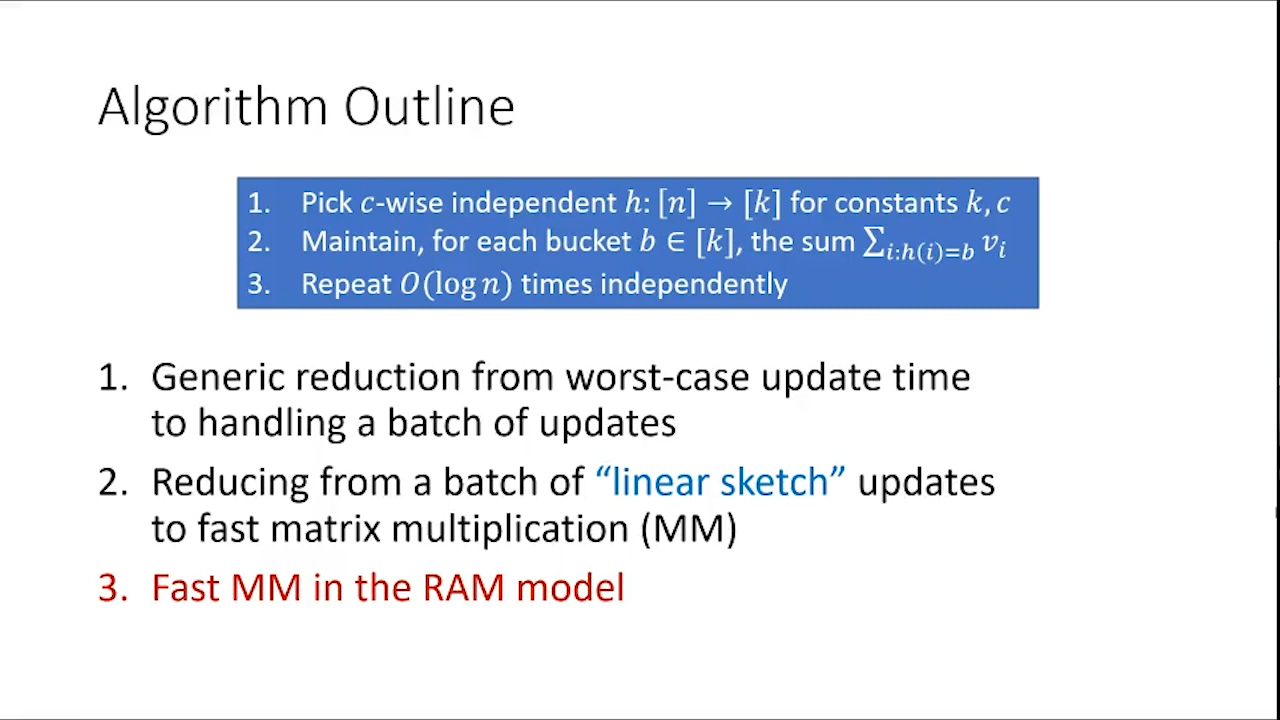 Algorithm Outline
1. Pick c-wise independent h: [n] → [k] for constants k, c
2. Maintain, for each bucket b ∈ [k], the sum ∑_{i:h(i)=b} v_i
3. Repeat O(log n) times independently
1. Generic reduction from worst-case update time
to handling a batch of updates
2. Reducing from a batch of “linear sketch” updates
to fast matrix multiplication (MM)
3. Fast MM in the RAM model